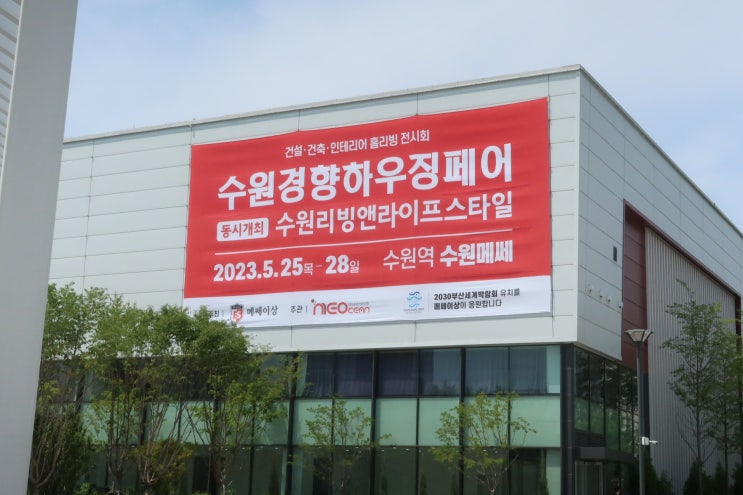 건설·건축·인테리어 홈리빙 전시회
수원경향하우징페어
동시개최 수원리빙앤라이프스타일
2023.5.25목 - 28일 수원역 수원메쎄
주최 메쎄이상 주관 NEO OCEAN 2030부산세계박람회 유치를
메쎄이상이 응원합니다